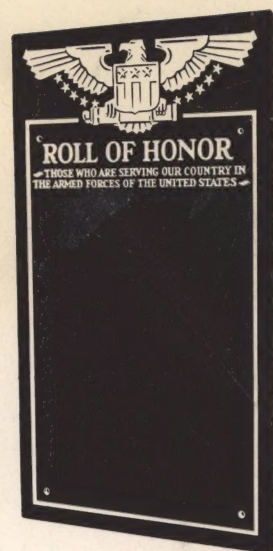 ROLL OF HONOR
THOSE WHO ARE SERVING OUR COUNTRY IN
THE ARMED FORCES OF THE UNITED STATES